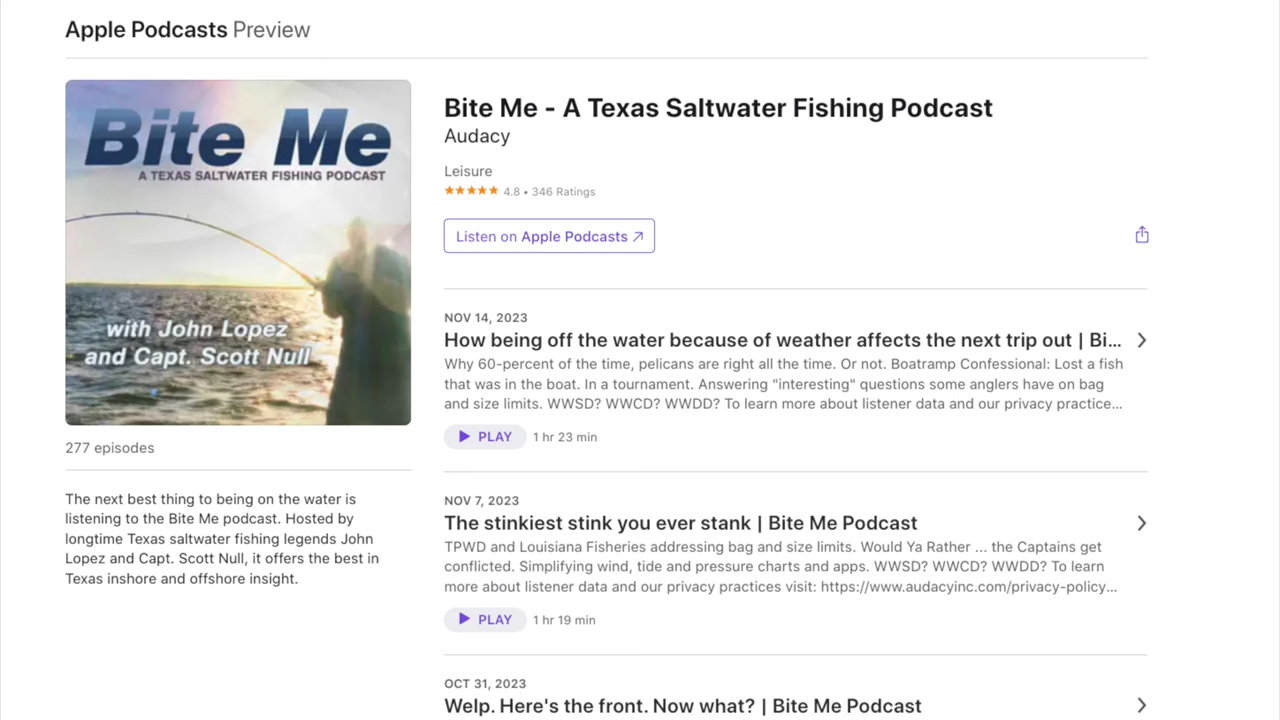 Apple Podcasts Preview
Bite Me
A TEXAS SALTWATER FISHING PODCAST
with John Lopez
and Capt. Scott Null
277 episodes
The next best thing to being on the water is
listening to the Bite Me podcast. Hosted by
longtime Texas saltwater fishing legends John
Lopez and Capt. Scott Null, it offers the best in
Texas inshore and offshore insight.
Bite Me - A Texas Saltwater Fishing Podcast
Audacy
Leisure
★★★★★ 4.8 • 346 Ratings
Listen on Apple Podcasts ↗
NOV 14, 2023
How being off the water because of weather affects the next trip out | Bi...
Why 60-percent of the time, pelicans are right all the time. Or not. Boatramp Confessional: Lost a fish
that was in the boat. In a tournament. Answering "interesting" questions some anglers have on bag
and size limits. WWSD? WWCD? WWDD? To learn more about listener data and our privacy practice...
PLAY 1 hr 23 min
NOV 7, 2023
The stinkiest stink you ever stank | Bite Me Podcast
TPWD and Louisiana Fisheries addressing bag and size limits. Would Ya Rather ... the Captains get
conflicted. Simplifying wind, tide and pressure charts and apps. WWSD? WWCD? WWDD? To learn
more about listener data and our privacy practices visit: https://www.audacyinc.com/privacy-policy...
PLAY 1 hr 19 min
OCT 31, 2023
Welp. Here's the front. Now what? | Bite Me Podcast